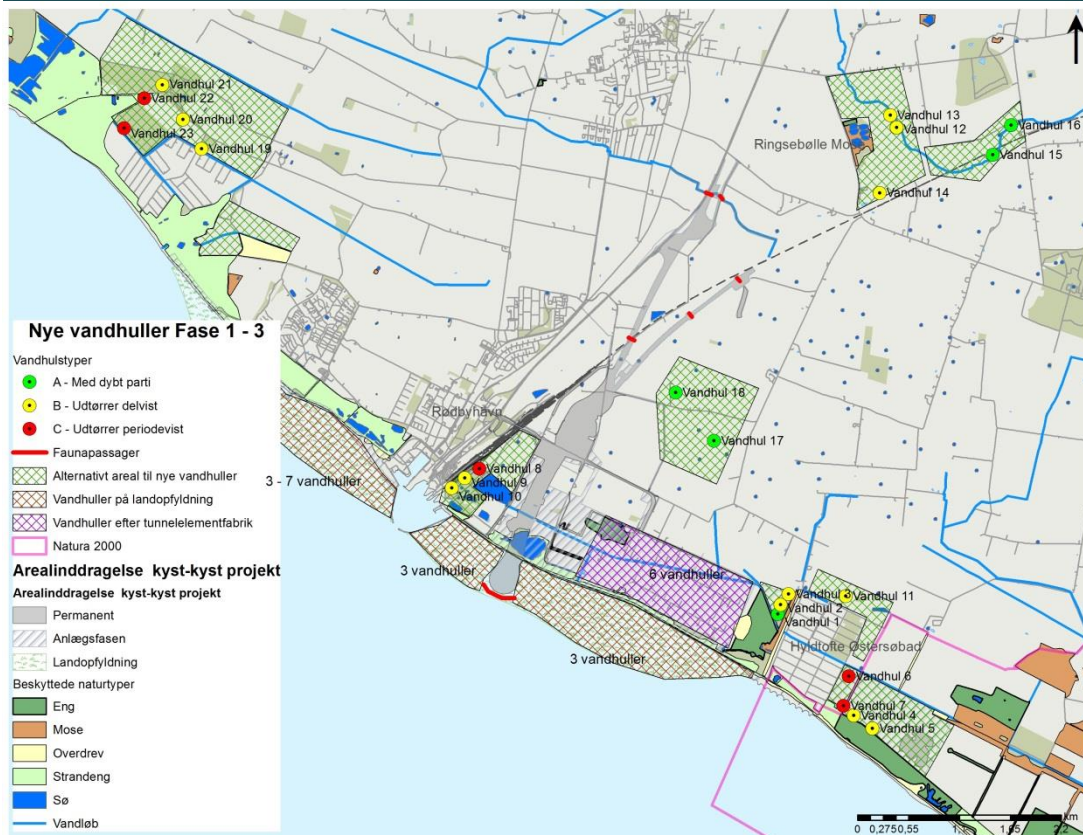 Vandhul 21
Vandhul 22
Vandhul 20
Vandhul 23
Vandhul 19
Vandhul 13
Vandhul 12
Vandhul 16
Ringsebølle Mose
Vandhul 15
Vandhul 14
Nye vandhuller Fase 1 - 3
Vandhulstyper
A - Med dybt parti
B - Udtørrer delvist
C - Udtørrer periodevist
Faunapassager
Alternativt areal til nye vandhuller
Vandhuller på landopfyldning
Vandhuller efter tunnelelementfabrik
Natura 2000
Arealinddragelse kyst-kyst projekt
Arealinddragelse kyst-kyst projekt
Permanent
Anlægsfasen
Landopfyldning
Beskyttede naturtyper
Eng
Mose
Overdrev
Strandeng
Sø
Vandløb
Rødbyhavn
Vandhul 18
Vandhul 17
Vandhul 8
Vandhul 9
Vandhul 10
3 - 7 vandhuller
3 vandhuller
6 vandhuller
3 vandhuller
Vandhul 3
Vandhul 2
Vandhul 1
Vandhul 11
Hyldtofte Østersøbad
Vandhul 6
Vandhul 7
Vandhul 4
Vandhul 5
km
0 0,275 0,55 1,1 1,65 2,2